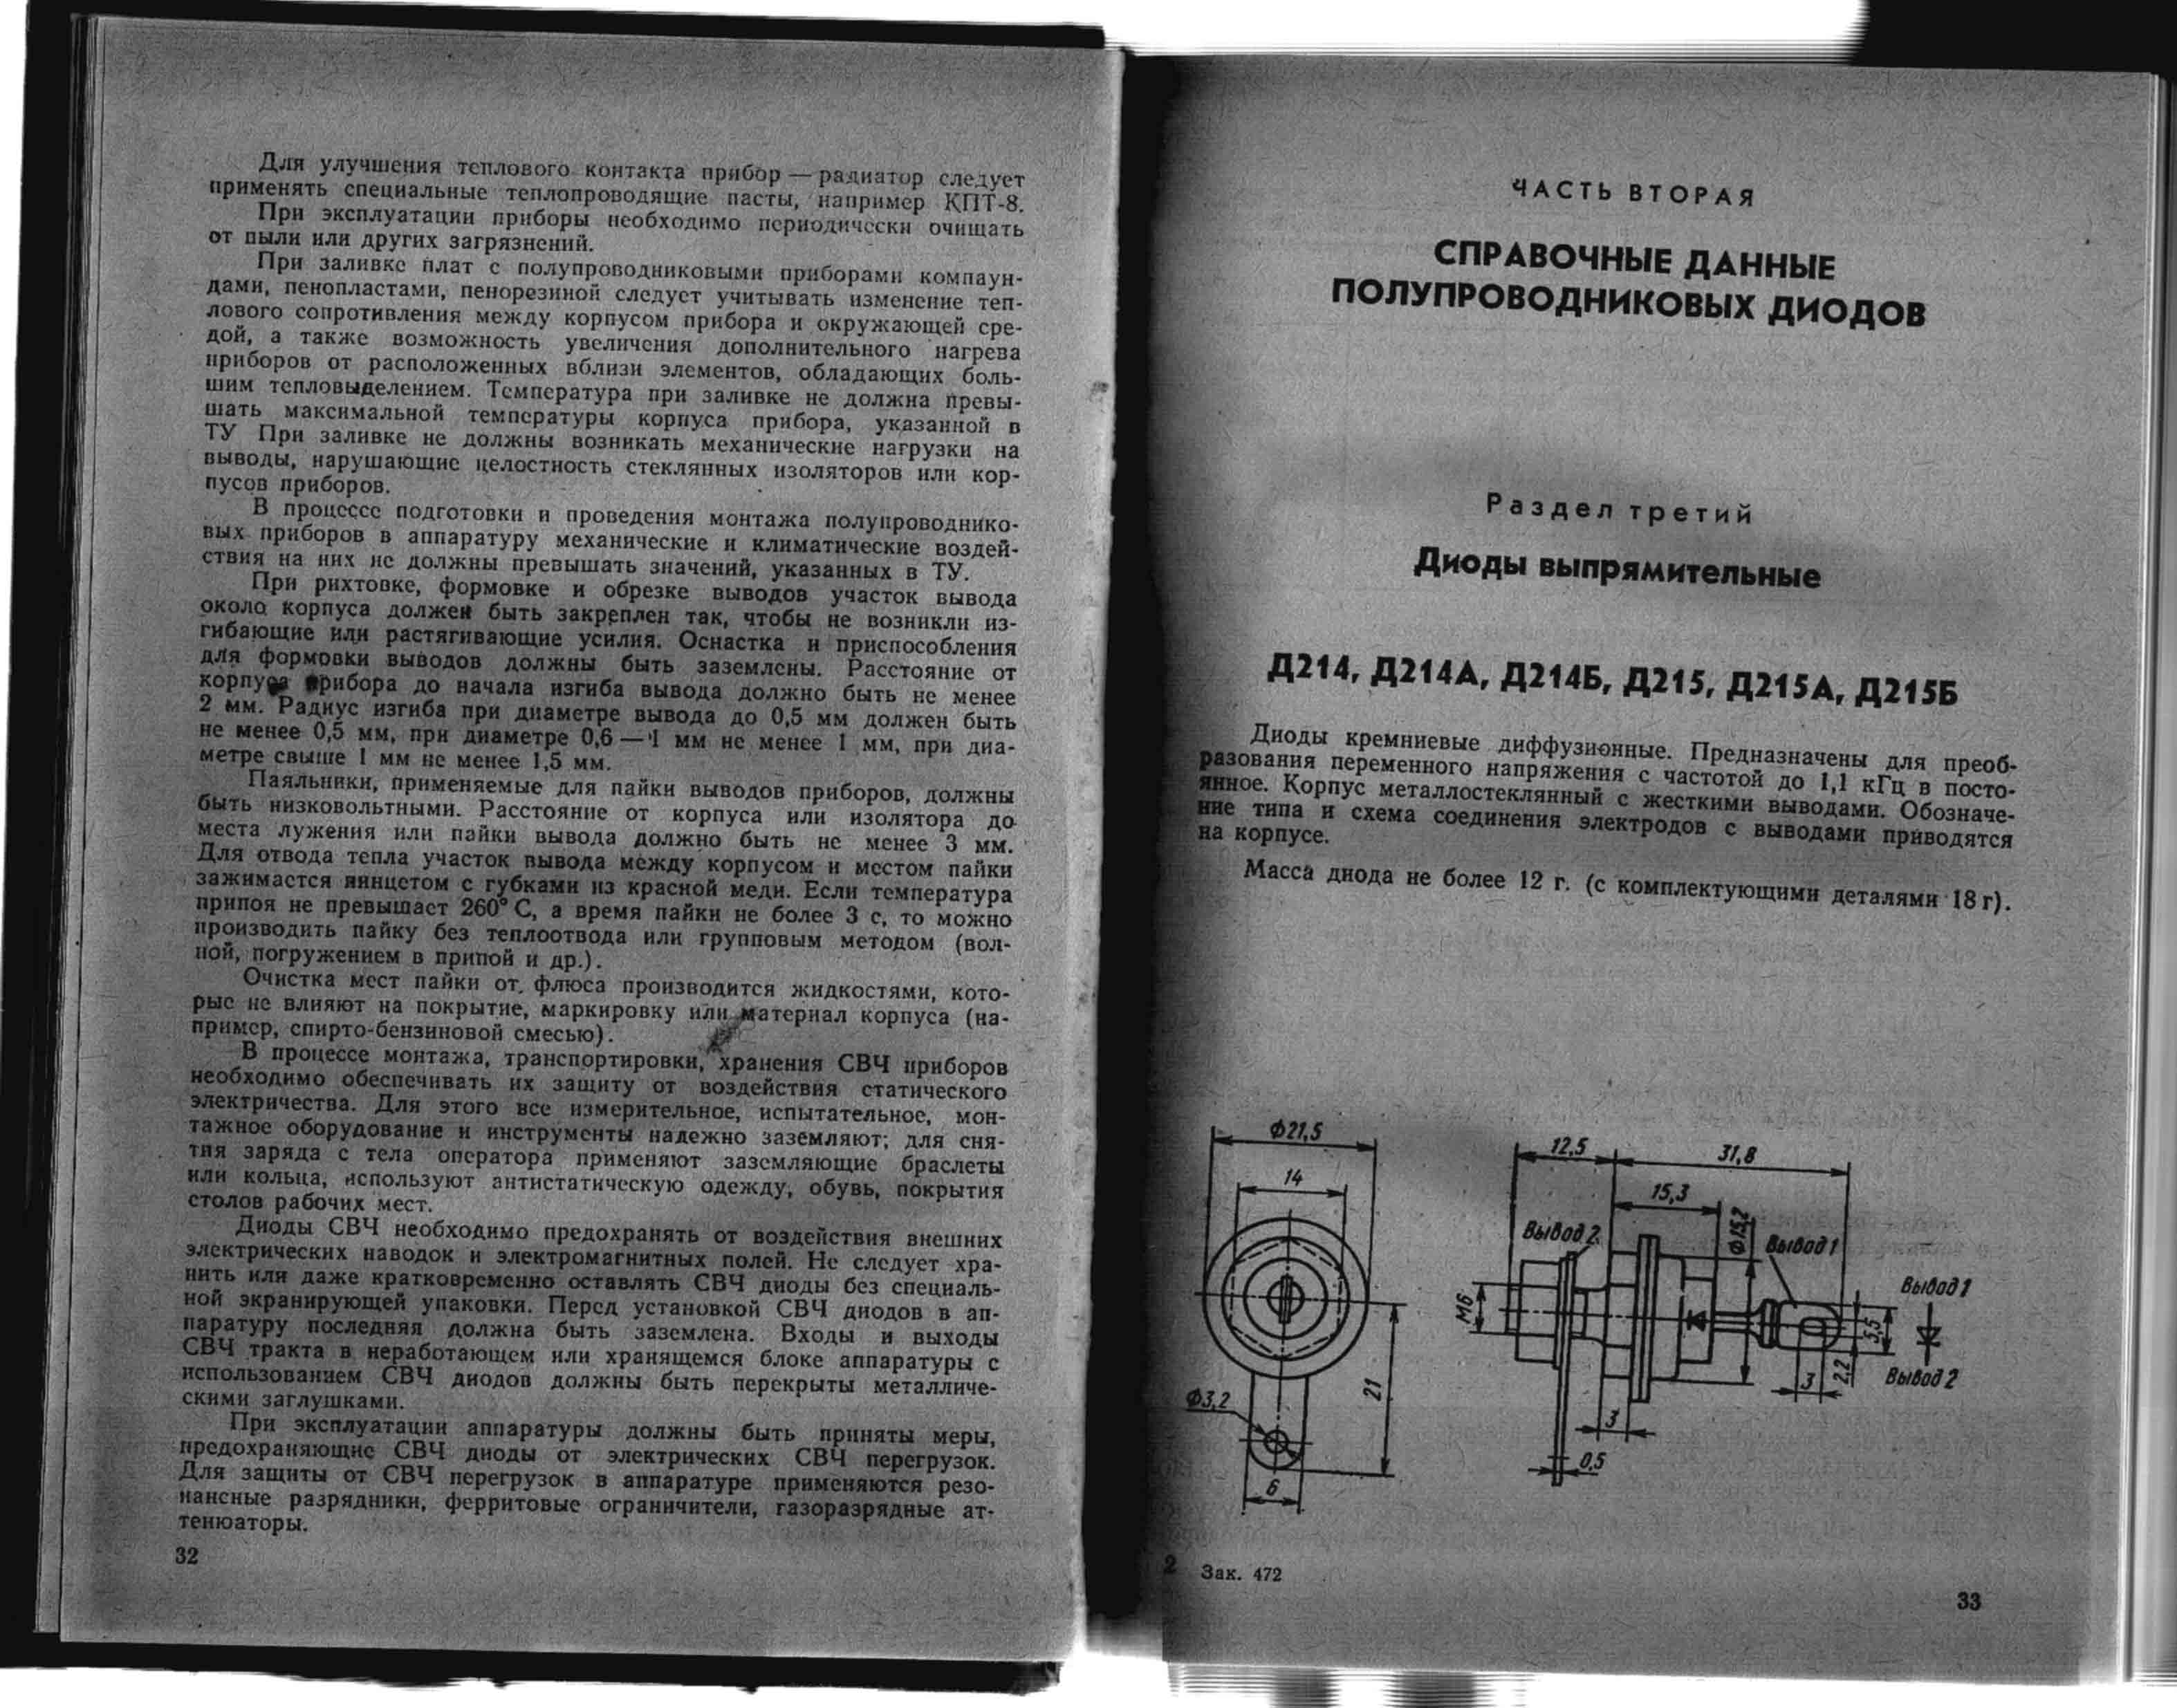 Для улучшения теплового контакта прибор — радиатор следует
применять специальные теплопроводящие пасты, например КПТ-8.
При эксплуатации приборы необходимо периодически очищать
от пыли или других загрязнений.
При заливке плат с полупроводниковыми приборами компаун-
дами, пенопластами, пенорезиной следует учитывать изменение теп-
лового сопротивления между корпусом прибора и окружающей сре-
дой, а также возможность увеличения дополнительного нагрева
приборов от расположенных вблизи элементов, обладающих боль-
шим тепловыделением. Температура при заливке не должна превы-
шать максимальной температуры корпуса прибора, указанной в
ТУ При заливке не должны возникать механические нагрузки на
выводы, нарушающие целостность стеклянных изоляторов или кор-
пусов приборов.
В процессе подготовки и проведения монтажа полупроводнико-
вых приборов в аппаратуру механические и климатические воздей-
ствия на них не должны превышать значений, указанных в ТУ.
При рихтовке, формовке и обрезке выводов участок вывода
около корпуса должен быть закреплен так, чтобы не возникли из-
гибающие или растягивающие усилия. Оснастка и приспособления
для формовки выводов должны быть заземлены. Расстояние от
корпуса прибора до начала изгиба вывода должно быть не менее
2 мм. Радиус изгиба при диаметре вывода до 0,5 мм должен быть
не менее 0,5 мм, при диаметре 0,6 — 1 мм не менее 1 мм, при диа-
метре свыше 1 мм не менее 1,5 мм.
Паяльники, применяемые для пайки выводов приборов, должны
быть низковольтными. Расстояние от корпуса или изолятора до
места лужения или пайки вывода должно быть не менее 3 мм.
Для отвода тепла участок вывода между корпусом и местом пайки
зажимается пинцетом с губками из красной меди. Если температура
припоя не превышает 260° С, а время пайки не более 3 с, то можно
производить пайку без теплоотвода или групповым методом (вол-
ной, погружением в припой и др.).
Очистка мест пайки от флюса производится жидкостями, кото-
рые не влияют на покрытие, маркировку или материал корпуса (на-
пример, спирто-бензиновой смесью).
В процессе монтажа, транспортировки, хранения СВЧ приборов
необходимо обеспечивать их защиту от воздействия статического
электричества. Для этого все измерительное, испытательное, мон-
тажное оборудование и инструменты надежно заземляют; для сня-
тия заряда с тела оператора применяют заземляющие браслеты
или кольца, используют антистатическую одежду, обувь, покрытия
столов рабочих мест.
Диоды СВЧ необходимо предохранять от воздействия внешних
электрических наводок и электромагнитных полей. Не следует хра-
нить или даже кратковременно оставлять СВЧ диоды без специаль-
ной экранирующей упаковки. Перед установкой СВЧ диодов в ап-
паратуру последняя должна быть заземлена. Входы и выходы
СВЧ тракта в неработающем или хранящемся блоке аппаратуры с
использованием СВЧ диодов должны быть перекрыты металличе-
скими заглушками.
При эксплуатации аппаратуры должны быть приняты меры,
предохраняющие СВЧ диоды от электрических СВЧ перегрузок.
Для защиты от СВЧ перегрузок в аппаратуре применяются резо-
нансные разрядники, ферритовые ограничители, газоразрядные ат-
тенюаторы.
32
ЧАСТЬ ВТОРАЯ
СПРАВОЧНЫЕ ДАННЫЕ
ПОЛУПРОВОДНИКОВЫХ ДИОДОВ
Раздел третий
Диоды выпрямительные
Д214, Д214А, Д214Б, Д215, Д215А, Д215Б
Диоды кремниевые диффузионные. Предназначены для преоб-
разования переменного напряжения с частотой до 1,1 кГц в посто-
янное. Корпус металлостеклянный с жесткими выводами. Обозначе-
ние типа и схема соединения электродов с выводами приводятся
на корпусе.
Масса диода не более 12 г. (с комплектующими деталями 18 г).
Ф21,5
14
Ф3,2
21
6
12,5
31,8
15,3
Вывод 2
Ф15,2
Вывод 1
М6
5,5
2,2
3
3
0,5
Вывод 1
Вывод 2
2 Зак. 472
33